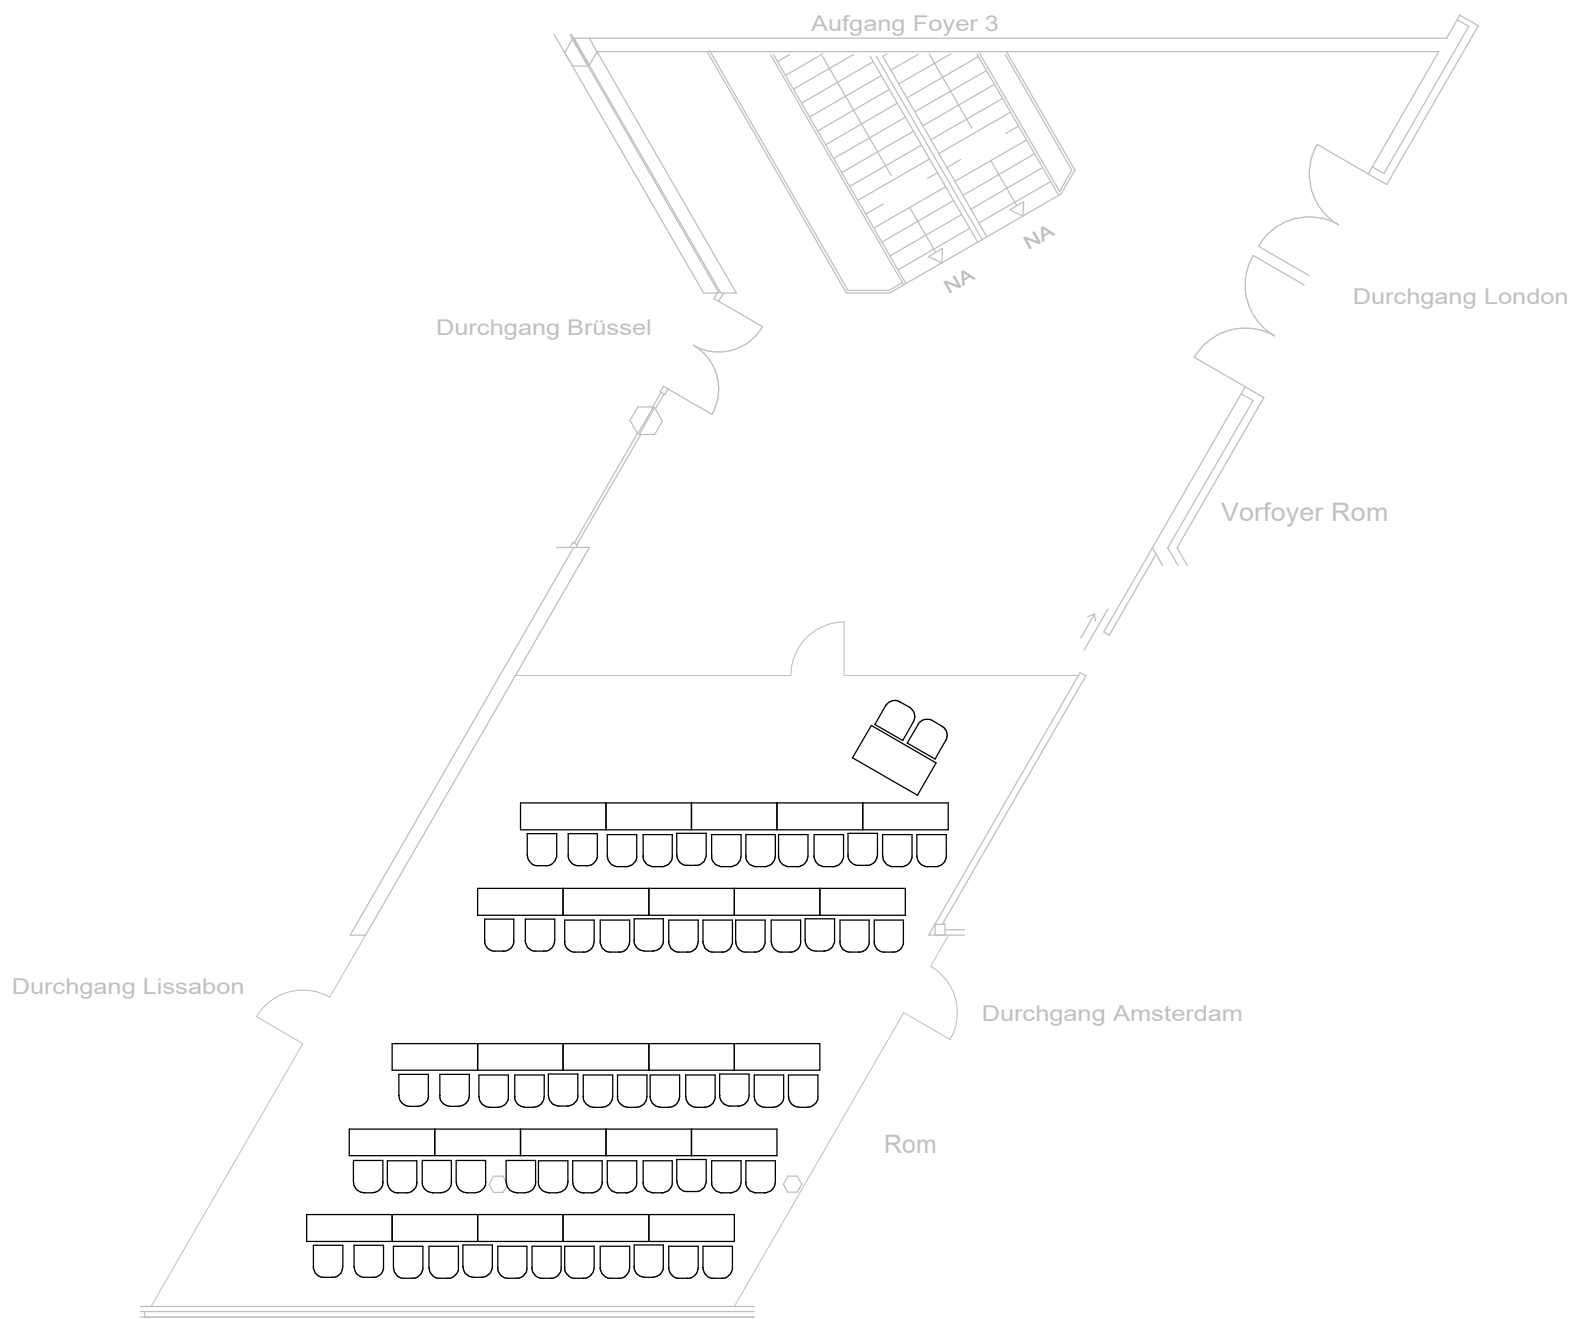 Aufgang Foyer 3
NA
NA
Durchgang London
Durchgang Brüssel
Vorfoyer Rom
Durchgang Lissabon
Durchgang Amsterdam
Rom